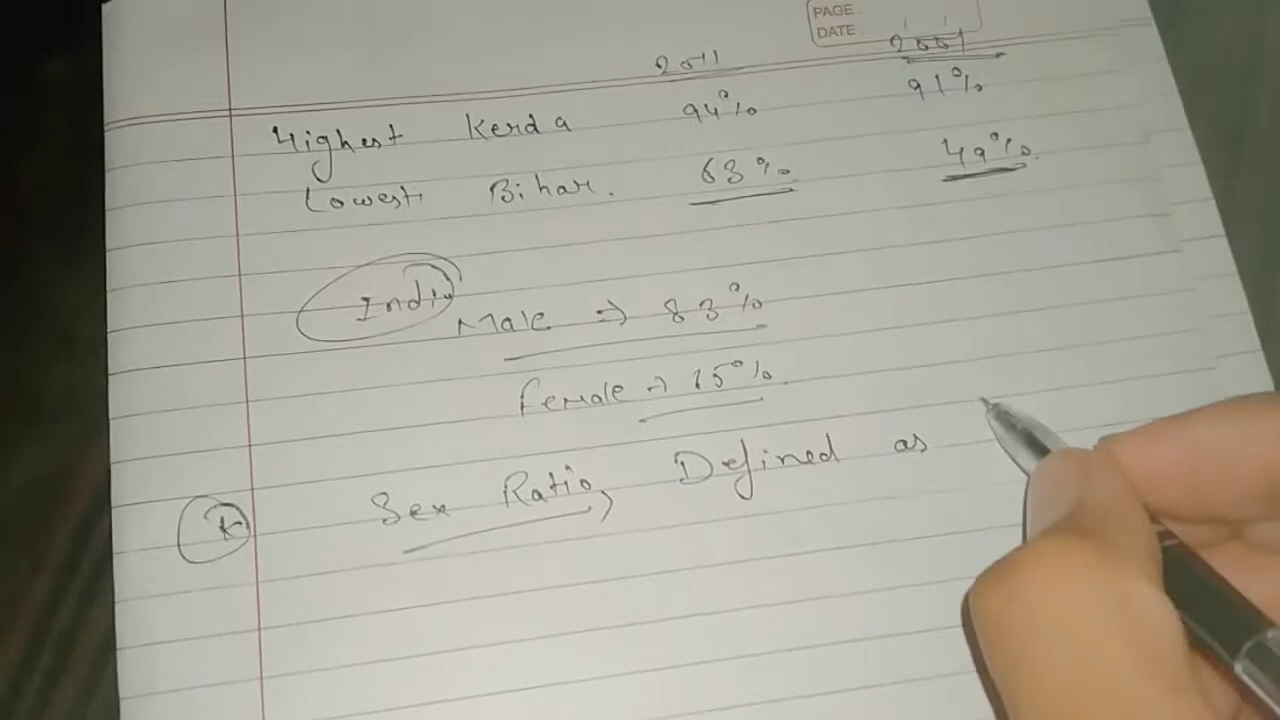 PAGE
DATE
2011 2001
Highest Kerala 94% 91%
Lowest Bihar. 63% 49%.
India
Male => 83%
Female => 65%.
Sex Ratio, Defined as